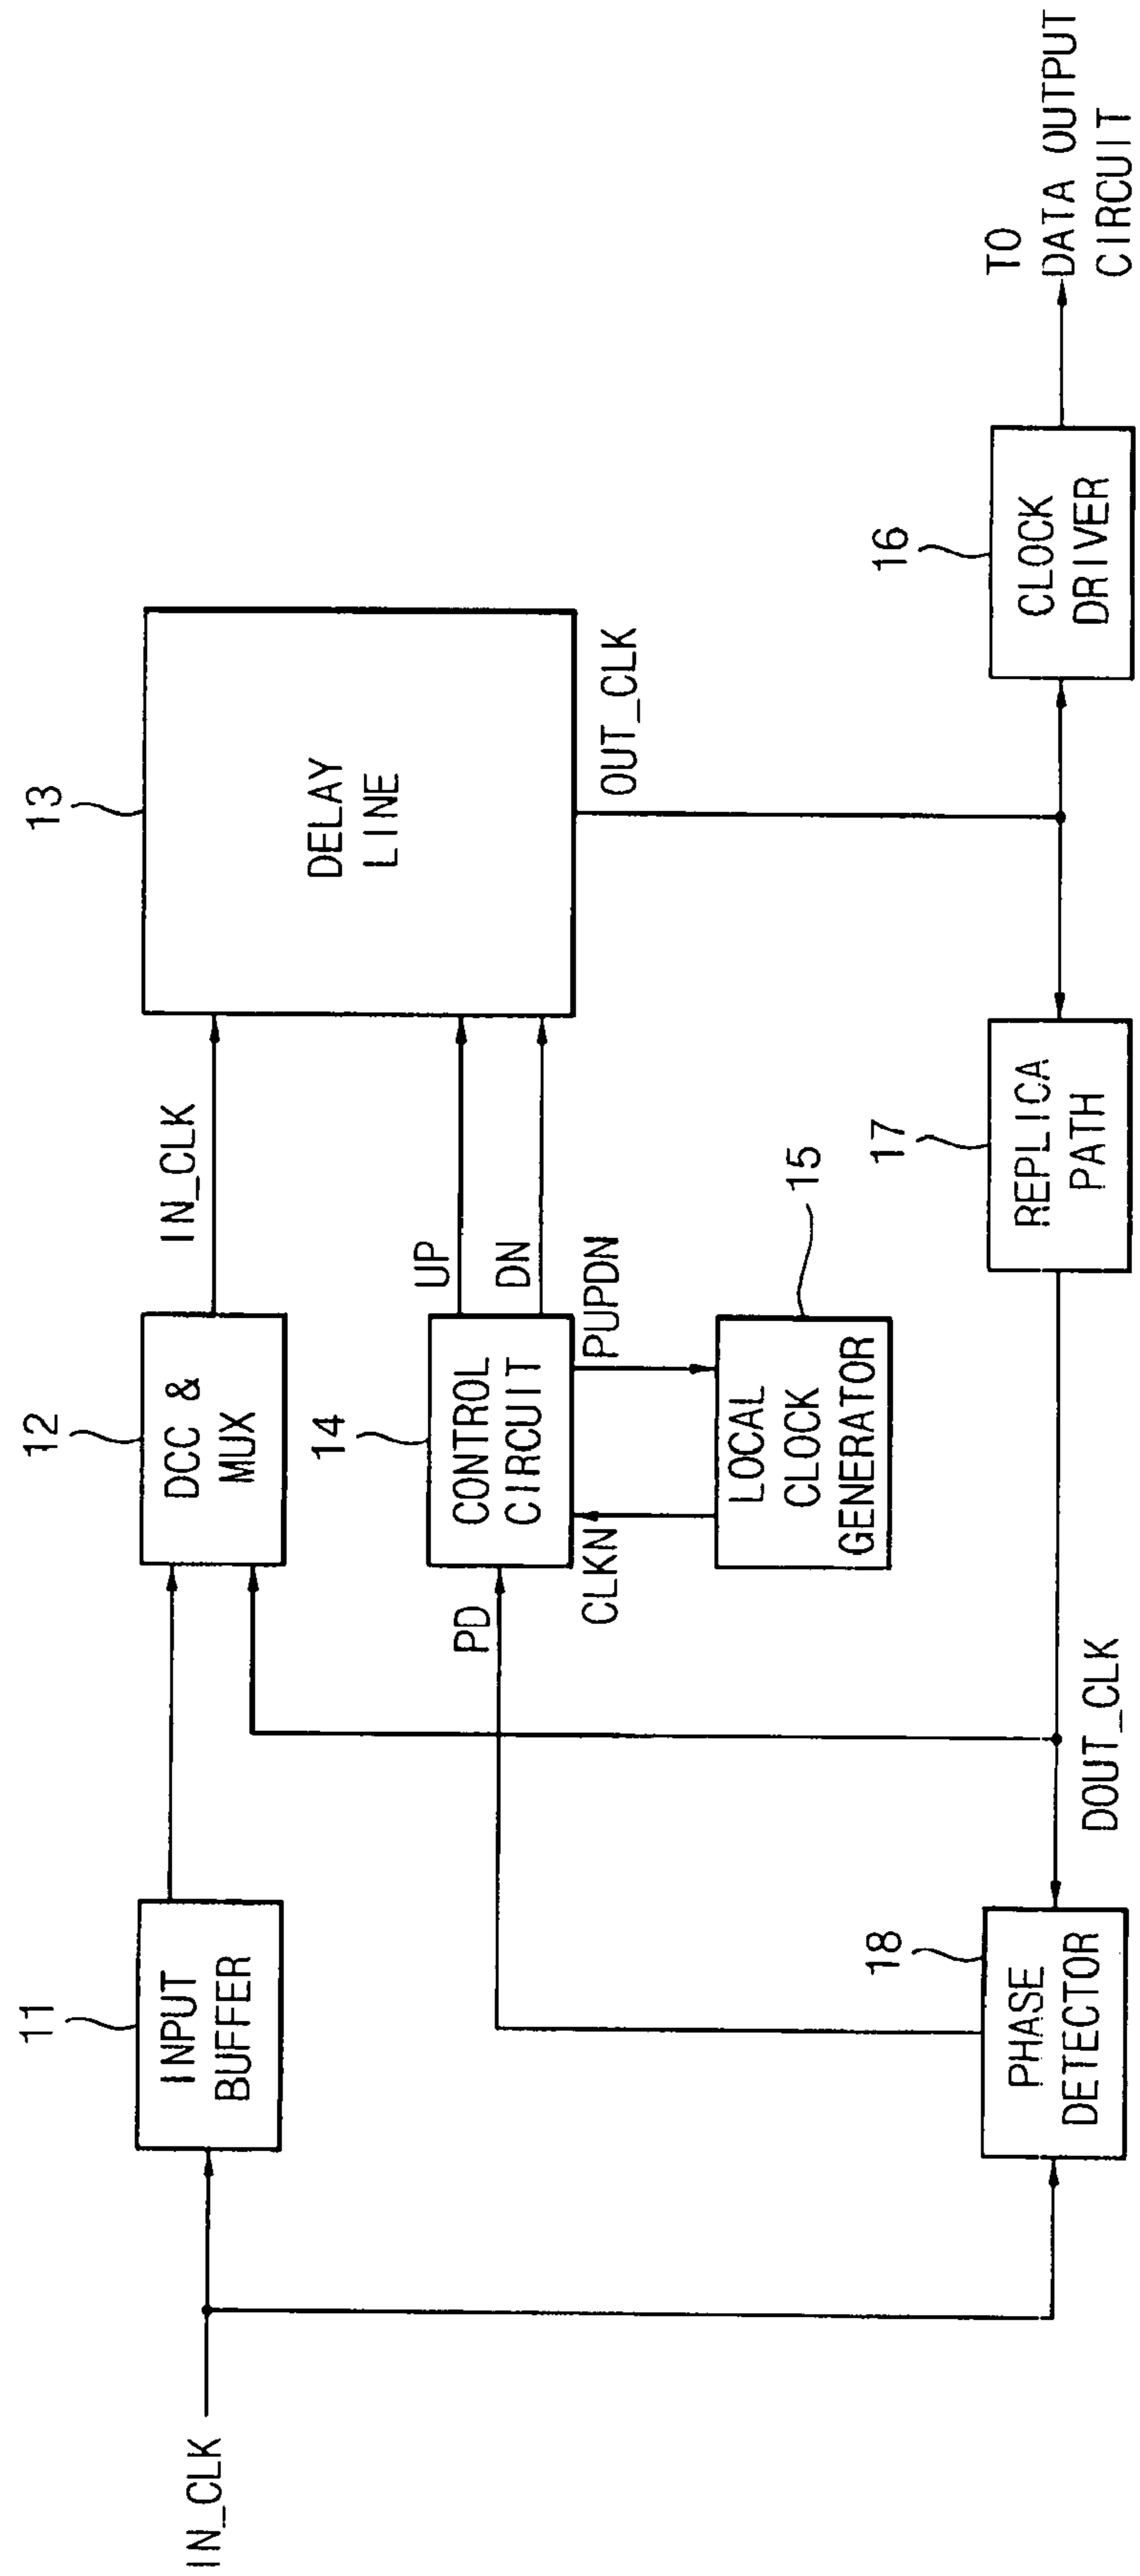 IN_CLK
11
INPUT
BUFFER
12
DCC &
MUX
IN_CLK
13
DELAY
LINE
OUT_CLK
14
CONTROL
CIRCUIT
UP
DN
PD
CLKN
PUPDN
15
LOCAL
CLOCK
GENERATOR
18
PHASE
DETECTOR
DOUT_CLK
17
REPLICA
PATH
16
CLOCK
DRIVER
TO
DATA OUTPUT
CIRCUIT